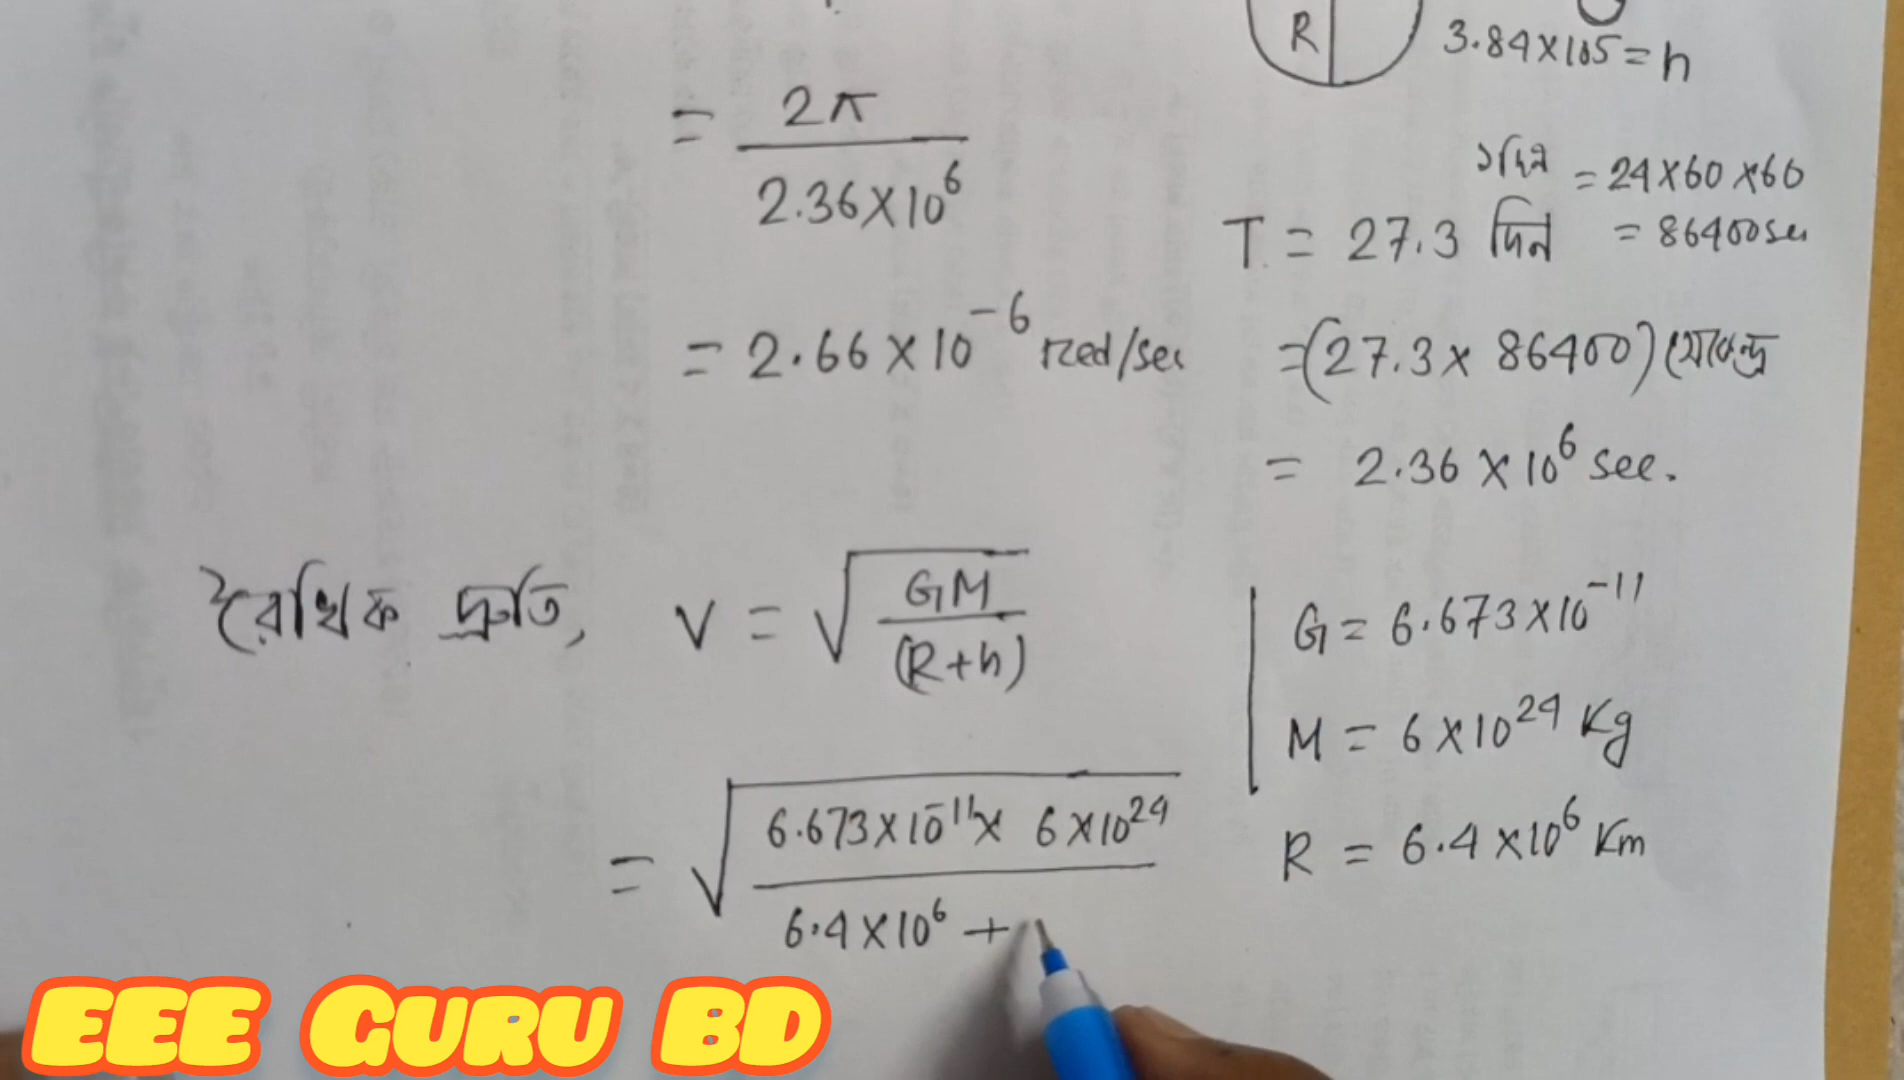 R
3.84×105 = h
= 2π / 2.36×10⁶
১দিন = 24×60×60
= 86400 sec
T = 27.3 দিন
= 2.66×10⁻⁶ rad/sec
= (27.3× 86400) সেকেন্ড
= 2.36 ×10⁶ sec.
রৈখিক দ্রুতি, v = √(GM / (R+h))
G = 6.673×10⁻¹¹
M = 6×10²⁴ Kg
R = 6.4×10⁶ Km
= √(6.673×10⁻¹¹× 6×10²⁴ / 6.4×10⁶ +
EEE GURU BD